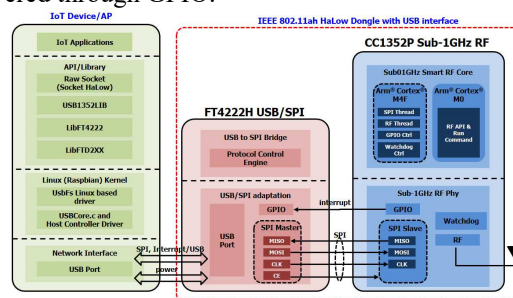 ered through GPIO.
IoT Device/AP
IEEE 802.11ah HaLow Dongle with USB interface
IoT Applications
API/Library
Raw Socket
(Socket HaLow)
USB1352LIB
LibFT4222
LibFTD2XX
Linux (Raspbian) Kernel
UsbFs Linux based
driver
USBCore.c and
Host Controller Driver
Network Interface
USB Port
SPI, Interrupt/USB
power
FT4222H USB/SPI
USB to SPI Bridge
Protocol Control
Engine
USB/SPI adaptation
USB
Port
GPIO
SPI Master
MISO
MOSI
CLK
CE
interrupt
SPI
CC1352P Sub-1GHz RF
Sub01GHz Smart RF Core
Arm® Cortex®
M4F
SPI Thread
RF Thread
GPIO Ctrl
Watchdog
Ctrl
Arm® Cortex®
M0
RF API &
Run
Command
Sub-1GHz RF Phy
GPIO
SPI Slave
MISO
MOSI
CLK
Watchdog
RF